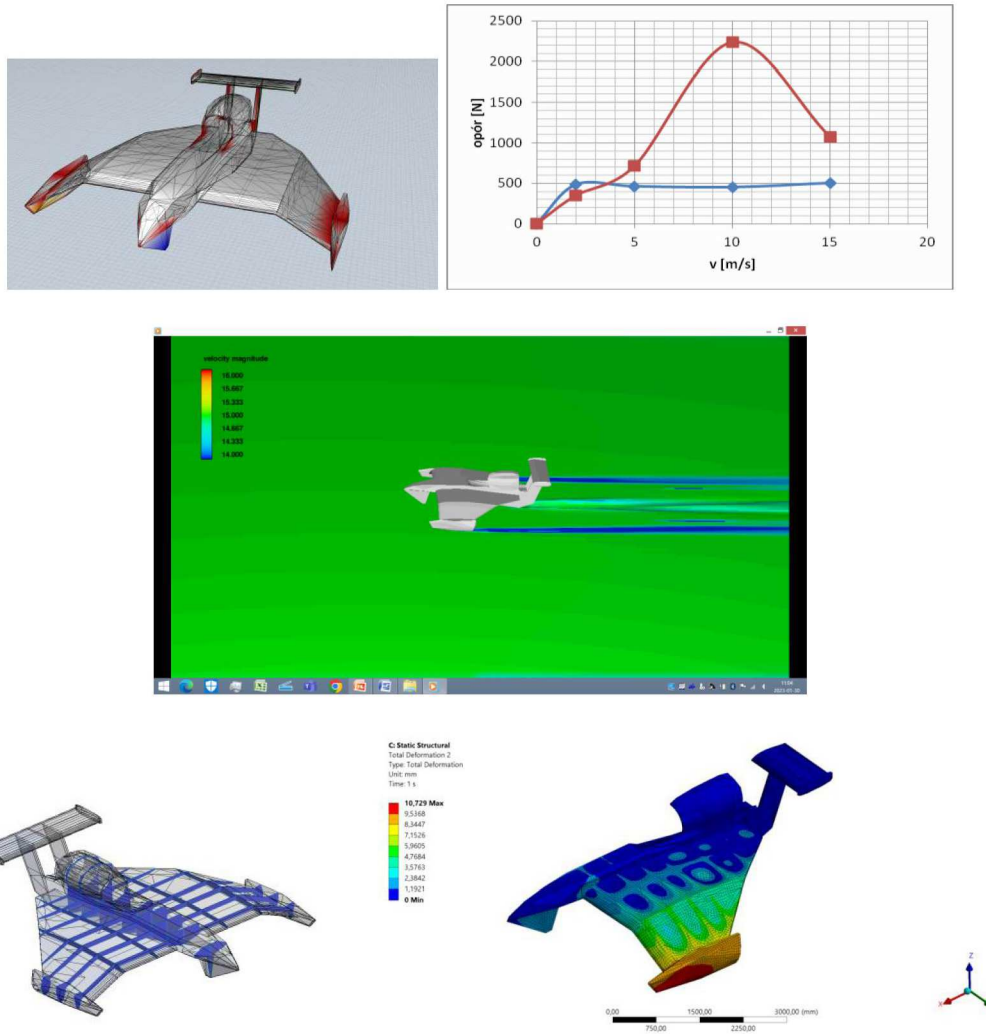 2500
2000
1500
1000
500
0
opór [N]
0 5 10 15 20
v [m/s]
velocity magnitude
16.000
15.667
15.333
15.000
14.667
14.333
14.000
C: Static Structural
Total Deformation 2
Type: Total Deformation
Unit: mm
Time: 1 s
10,729 Max
9,5368
8,3447
7,1526
5,9605
4,7684
3,5763
2,3842
1,1921
0 Min
0,00 1500,00 3000,00 (mm)
750,00 2250,00
Z
X